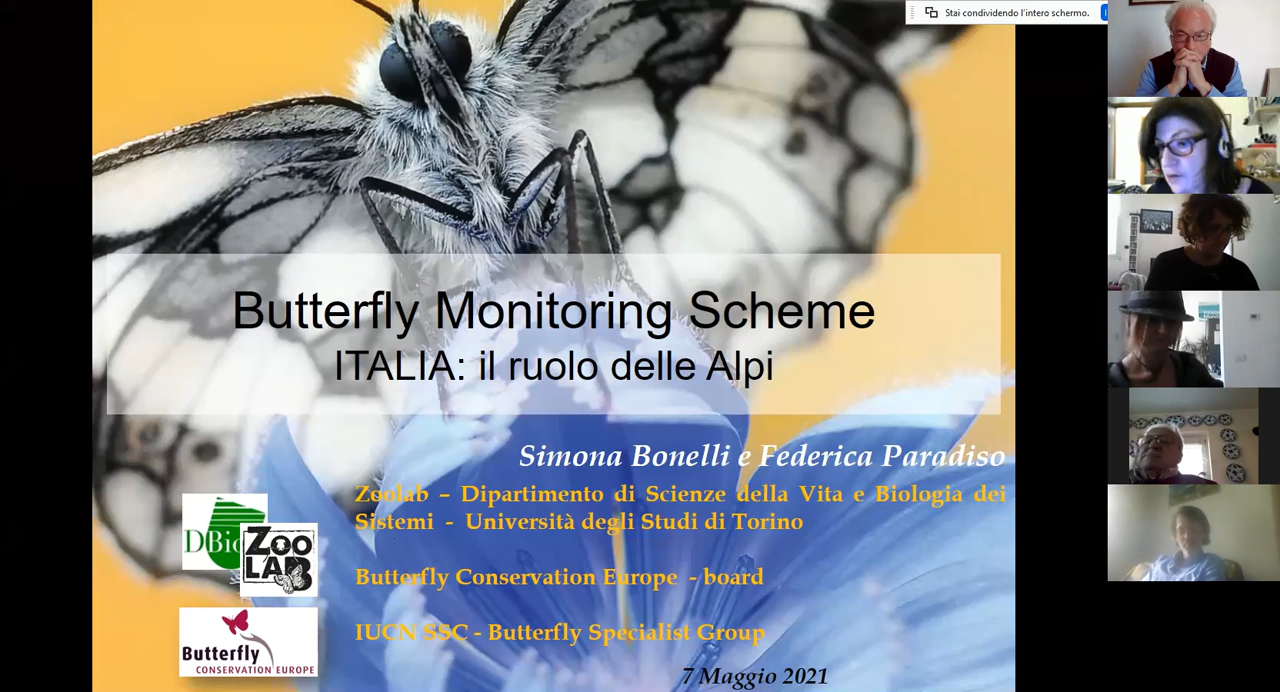 Stai condividendo l'intero schermo.
Butterfly Monitoring Scheme
ITALIA: il ruolo delle Alpi
Simona Bonelli e Federica Paradiso
Zoolab – Dipartimento di Scienze della Vita e Biologia dei
Sistemi - Università degli Studi di Torino
DBio
ZOO
LAB
Butterfly Conservation Europe - board
Butterfly
CONSERVATION EUROPE
IUCN SSC - Butterfly Specialist Group
7 Maggio 2021